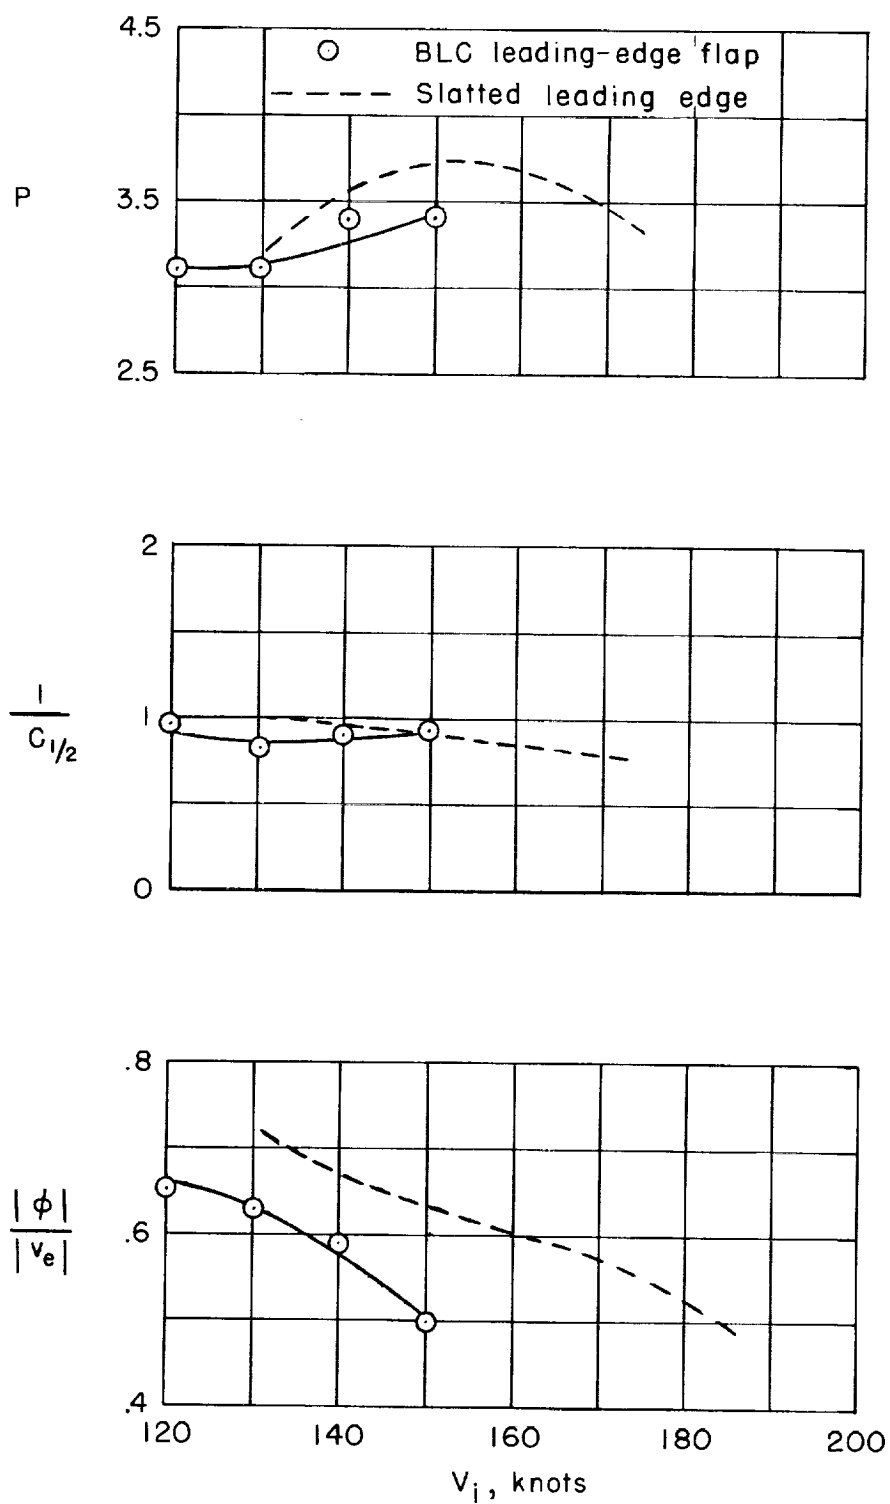 4.5
BLC leading-edge flap
Slatted leading edge
P
3.5
2.5
2
1
C1/2
1
0
.8
|ϕ|
|ve|
.6
.4
120 140 160 180 200
Vi, knots